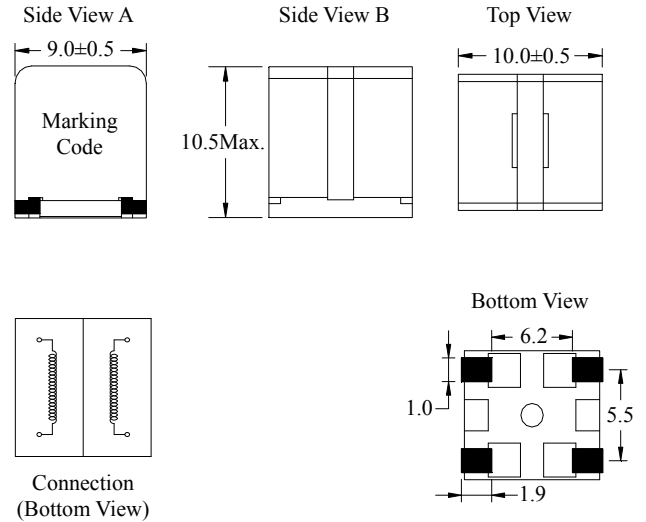 Side View A
Side View B
Top View
9.0±0.5
10.0±0.5
Marking
Code
10.5Max.
Bottom View
6.2
1.0
5.5
1.9
Connection
(Bottom View)